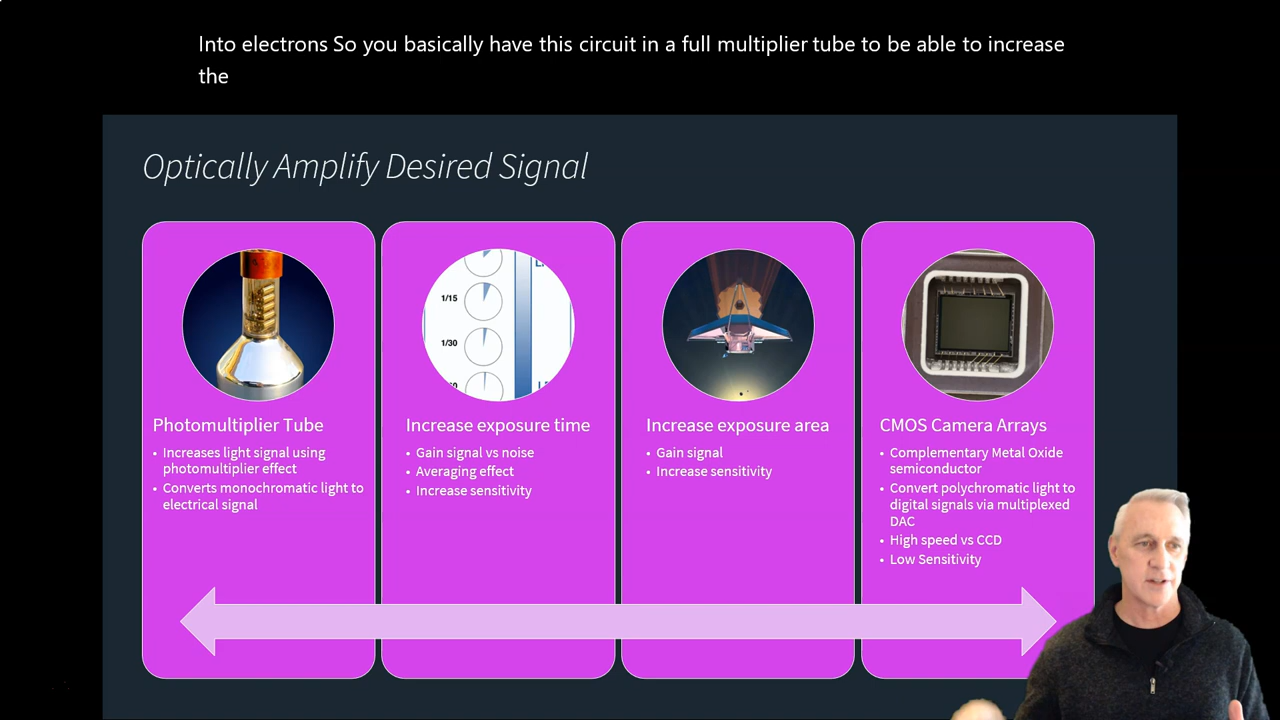 Into electrons So you basically have this circuit in a full multiplier tube to be able to increase
the
Optically Amplify Desired Signal
1/15
1/30
Photomultiplier Tube
• Increases light signal using
photomultiplier effect
• Converts monochromatic light to
electrical signal
Increase exposure time
• Gain signal vs noise
• Averaging effect
• Increase sensitivity
Increase exposure area
• Gain signal
• Increase sensitivity
CMOS Camera Arrays
• Complementary Metal Oxide
semiconductor
• Convert polychromatic light to
digital signals via multiplexed
DAC
• High speed vs CCD
• Low Sensitivity